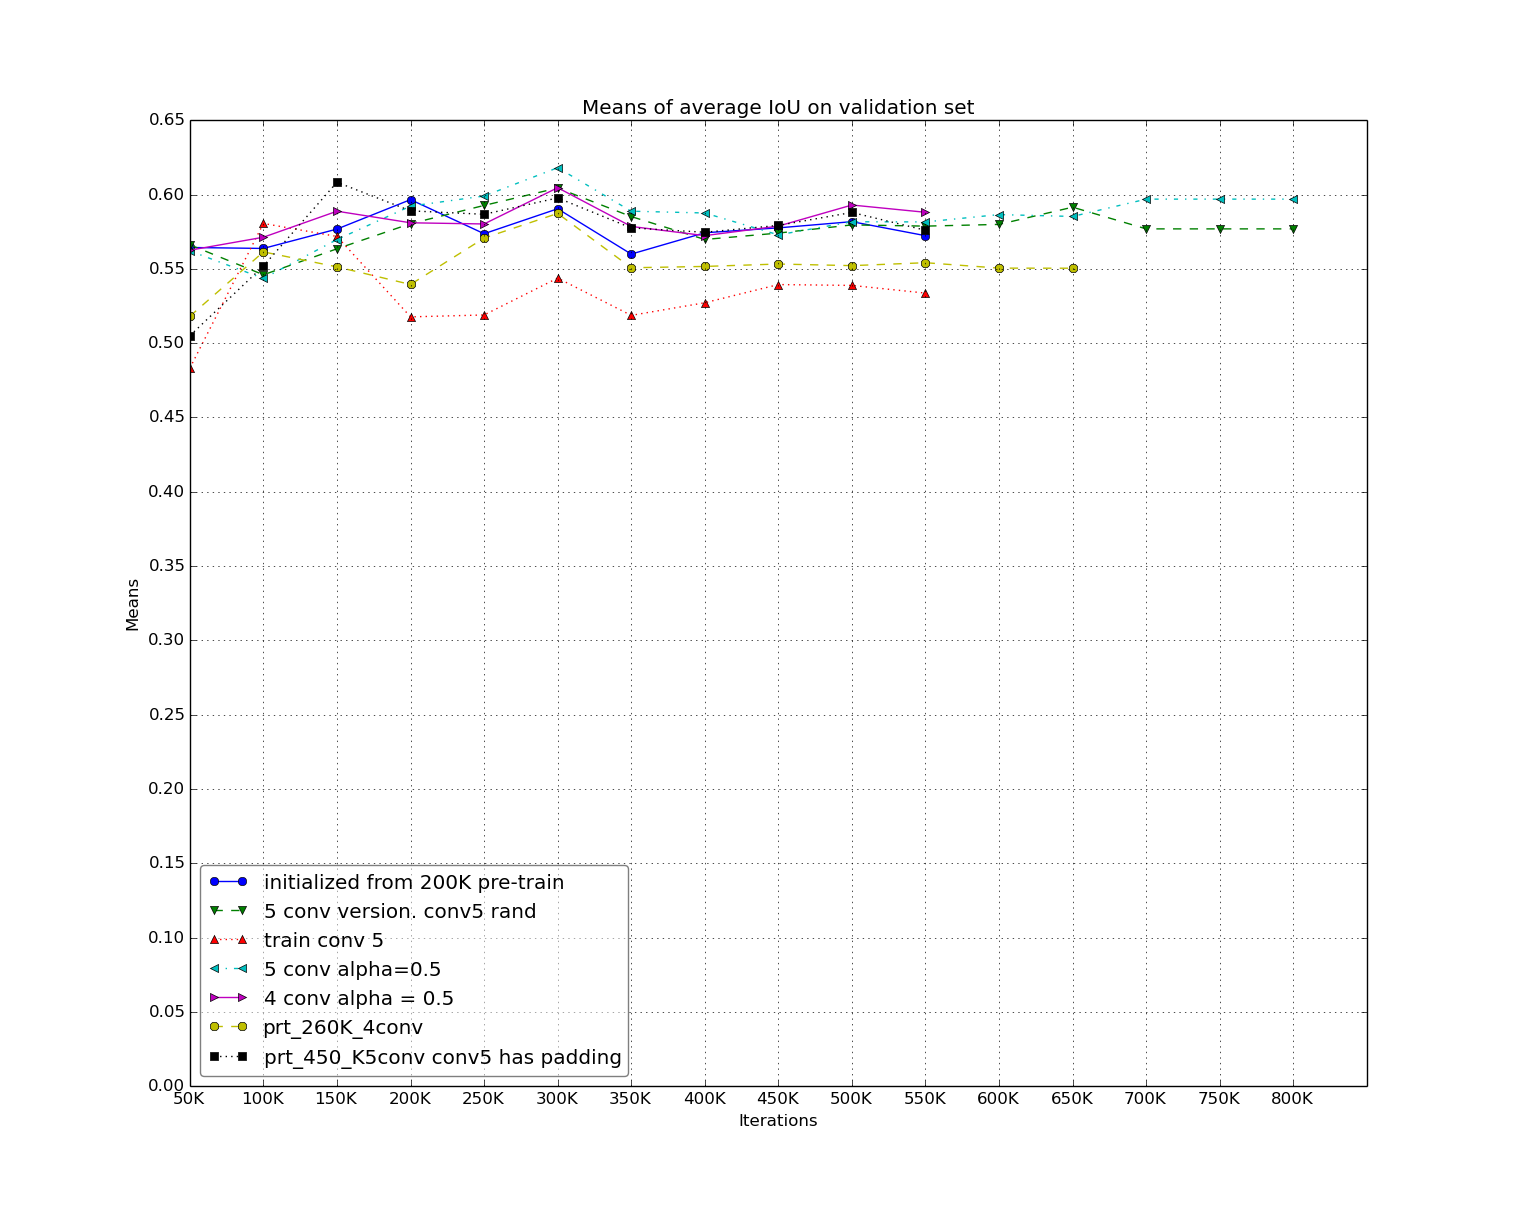 Means of average IoU on validation set
0.65
0.60
0.55
0.50
0.45
0.40
0.35
0.30
0.25
0.20
0.15
0.10
0.05
0.00
Means
initialized from 200K pre-train
5 conv version. conv5 rand
train conv 5
5 conv alpha=0.5
4 conv alpha = 0.5
prt_260K_4conv
prt_450_K5conv conv5 has padding
50K 100K 150K 200K 250K 300K 350K 400K 450K 500K 550K 600K 650K 700K 750K 800K
Iterations